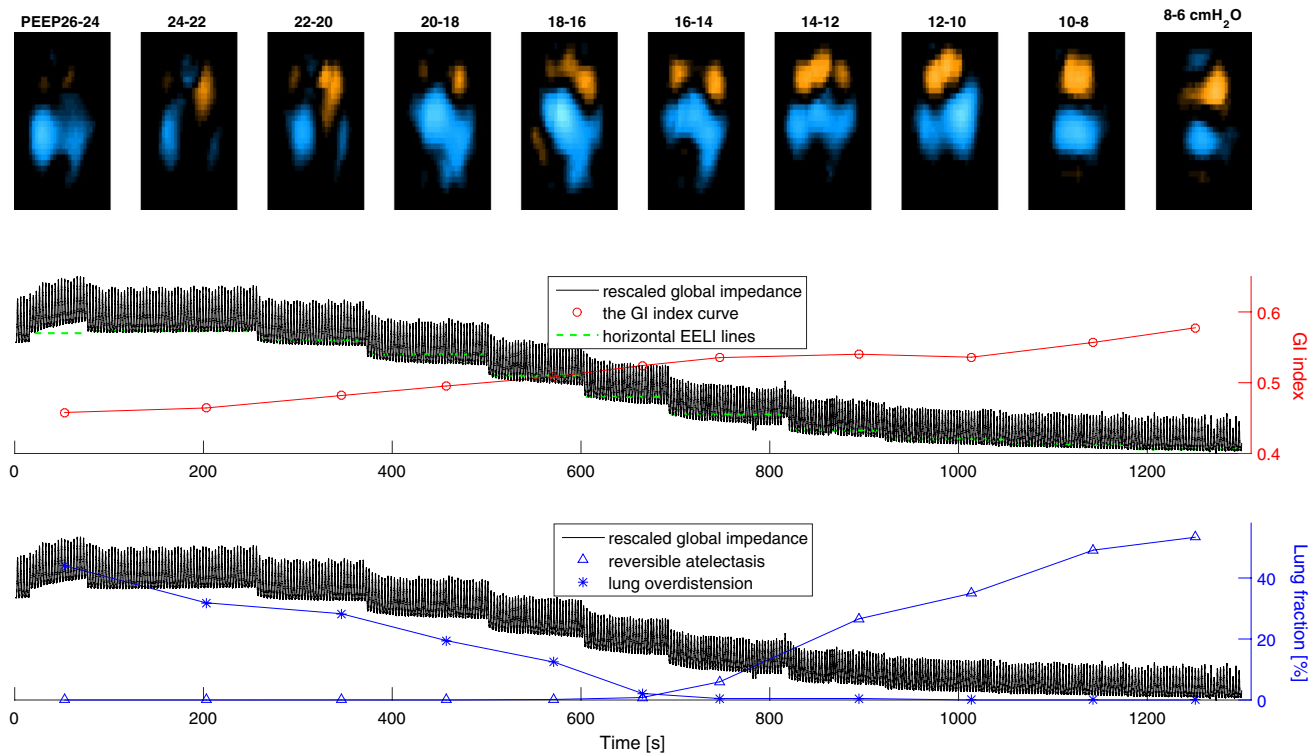 PEEP26-24 24-22 22-20 20-18 18-16 16-14 14-12 12-10 10-8 8-6 cmH₂O
rescaled global impedance
the GI index curve
horizontal EELI lines
0.6
0.5
0.4
GI index
0 200 400 600 800 1000 1200
rescaled global impedance
reversible atelectasis
lung overdistension
40
20
0
Lung fraction [%]
0 200 400 600 800 1000 1200
Time [s]